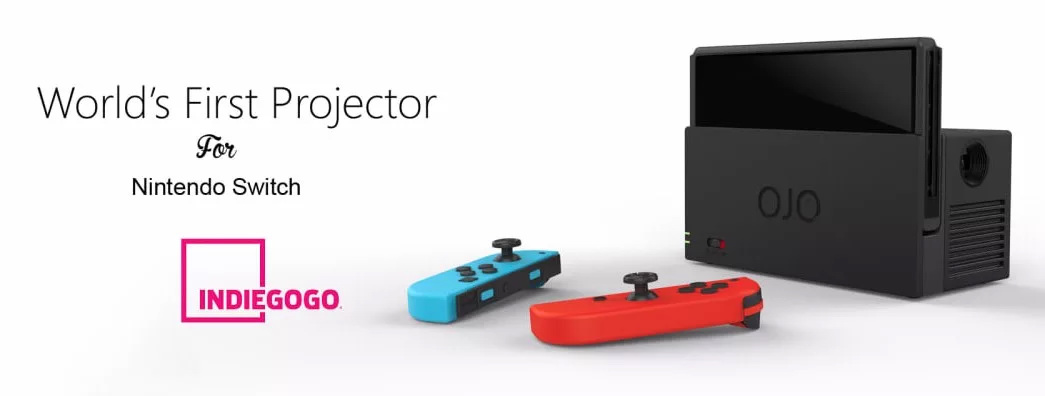 World's First Projector
For
Nintendo Switch
INDIEGOGO
OJO